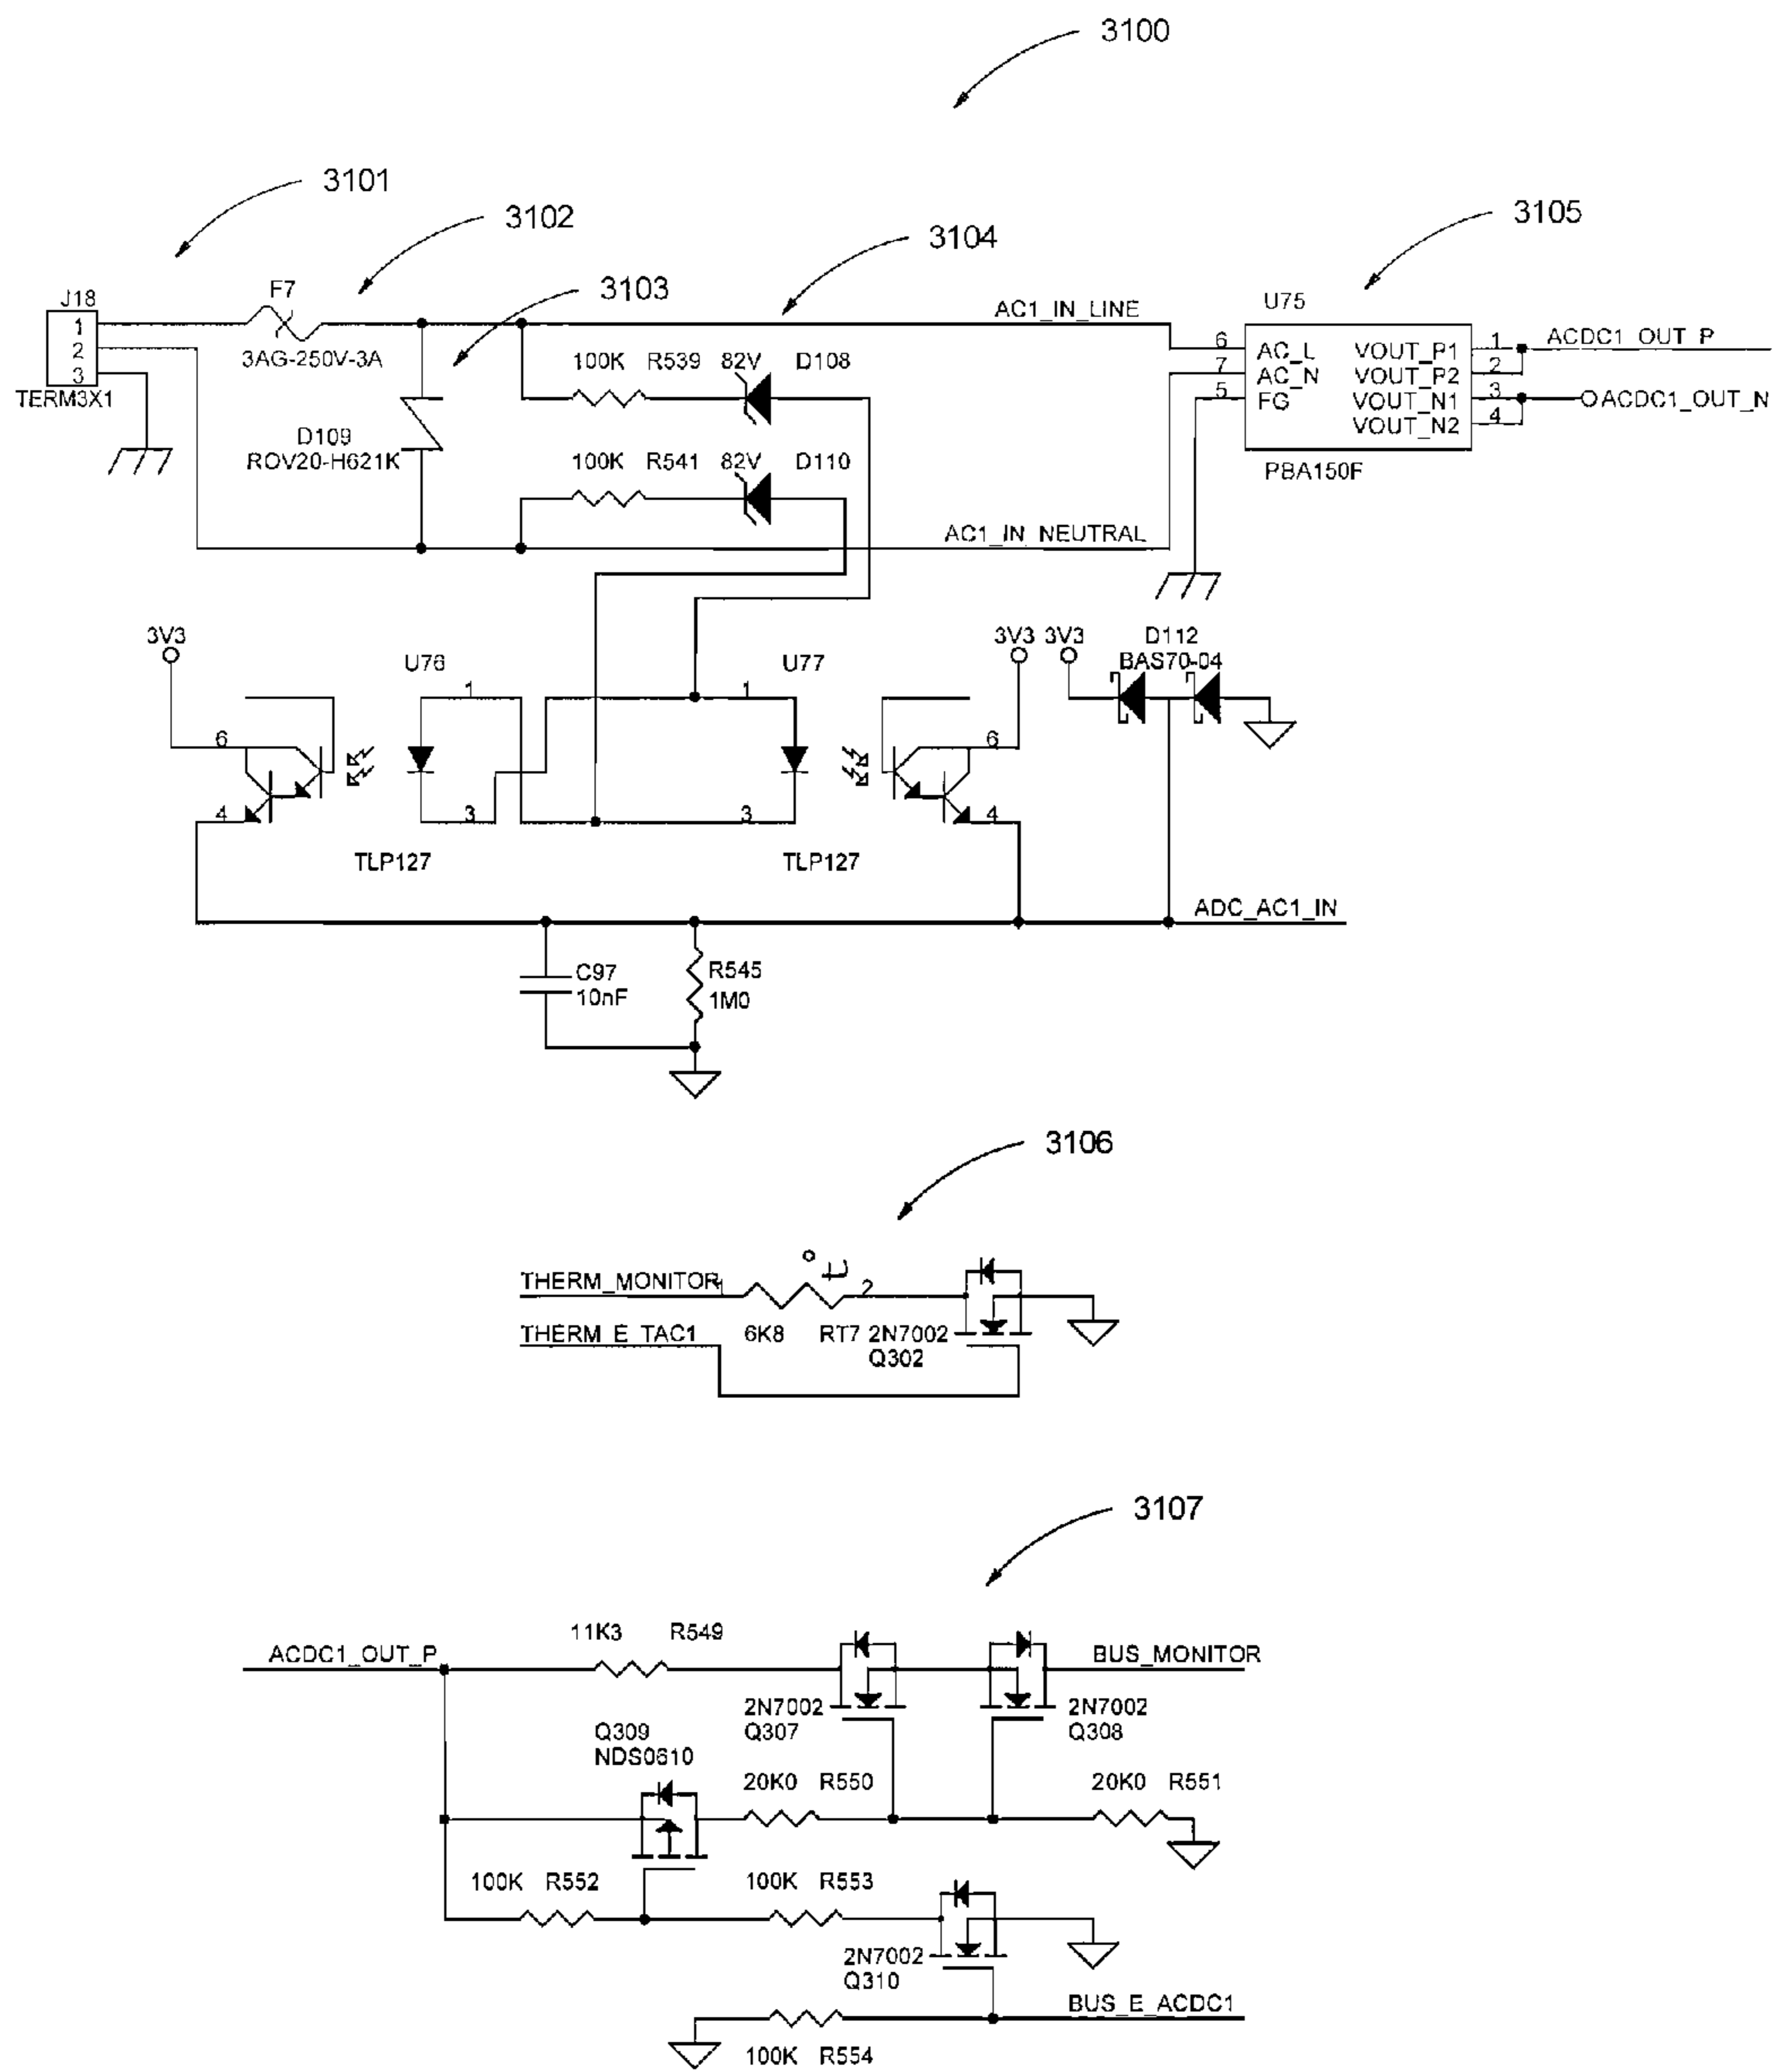 3100
3101
3102
3103
3104
3105
J18
1
2
3
TERM3X1
F7
3AG-250V-3A
D109
ROV20-H621K
100K R539 82V D108
100K R541 82V D110
AC1_IN_LINE
AC1_IN_NEUTRAL
U75
6 AC_L VOUT_P1 1
7 AC_N VOUT_P2 2
5 FG VOUT_N1 3
VOUT_N2 4
PBA150F
ACDC1_OUT_P
ACDC1_OUT_N
3V3
U76
U77
3V3 3V3
D112
BAS70-04
1
1
6
6
4
3
3
4
TLP127
TLP127
ADC_AC1_IN
C97
10nF
R545
1M0
3106
THERM_MONITOR
1
t°
2
THERM_E_TAC1
6K8 RT7 2N7002
Q302
3107
ACDC1_OUT_P
11K3 R549
BUS_MONITOR
2N7002
Q307
2N7002
Q308
Q309
NDS0610
20K0 R550
20K0 R551
100K R552
100K R553
2N7002
Q310
BUS_E_ACDC1
100K R554